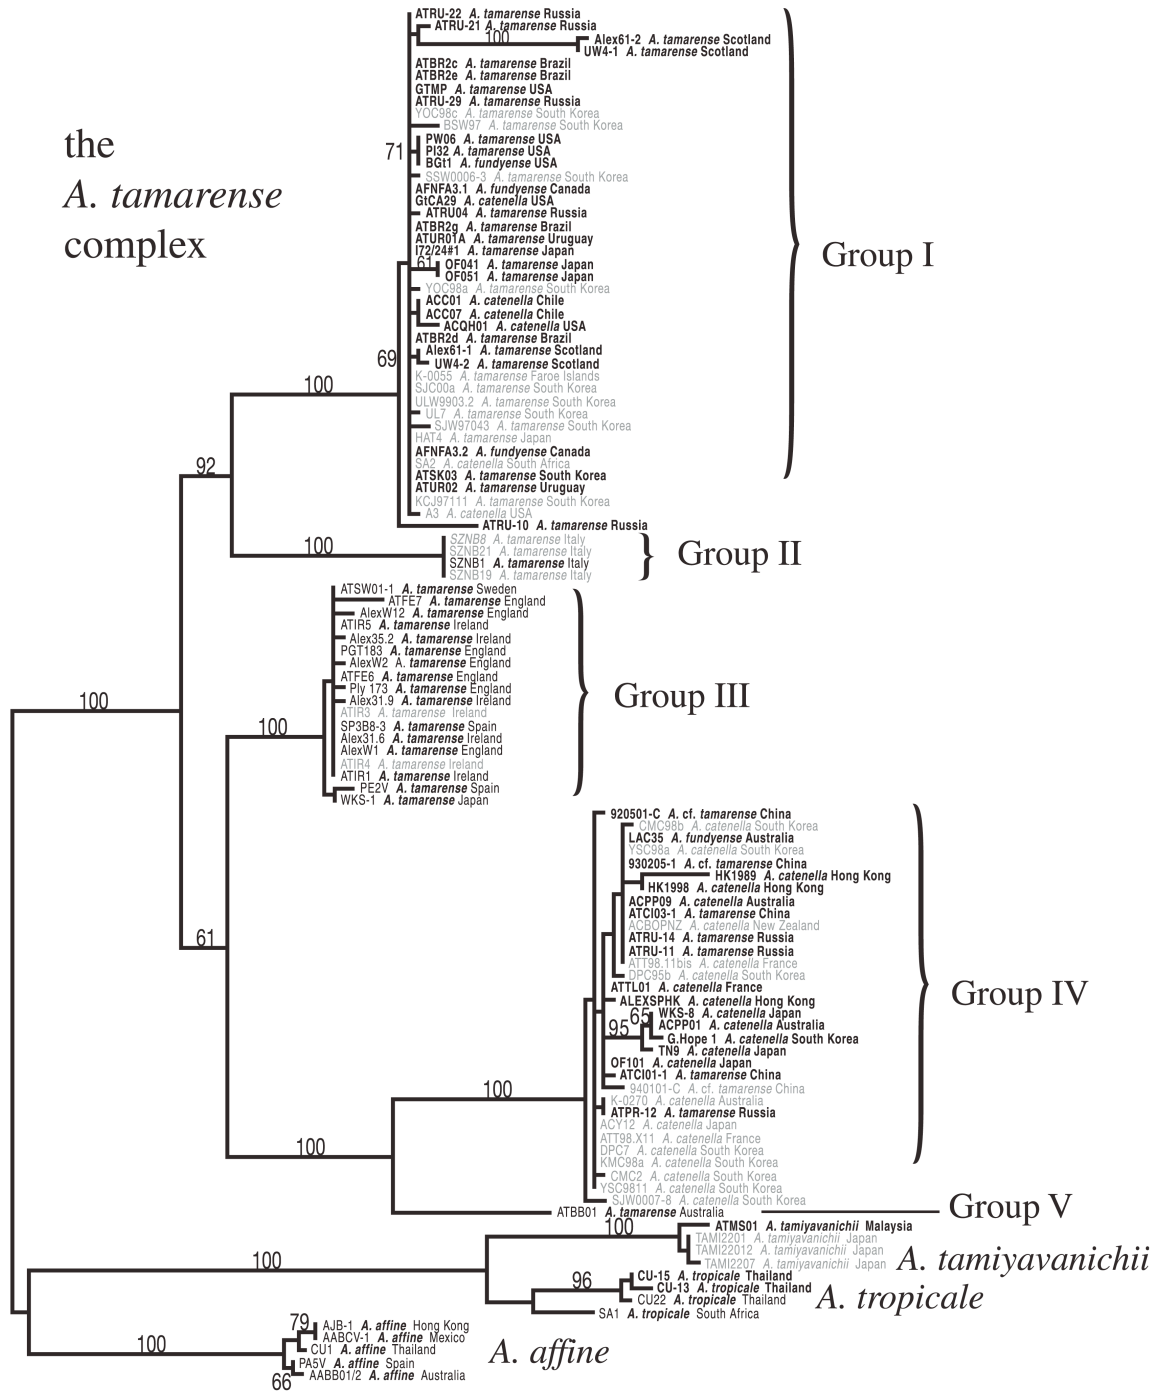 ATRU-22 A. tamarense Russia
ATRU-21 A. tamarense Russia
100
Alex61-2 A. tamarense Scotland
UW4-1 A. tamarense Scotland
ATBR2c A. tamarense Brazil
ATBR2e A. tamarense Brazil
GTMP A. tamarense USA
ATRU-29 A. tamarense Russia
YOC98c A. tamarense South Korea
BSW97 A. tamarense South Korea
the
A. tamarense
complex
71
PW06 A. tamarense USA
PI32 A. tamarense USA
BGt1 A. fundyense USA
SSW0006-3 A. tamarense South Korea
AFNFA3.1 A. fundyense Canada
GtCA29 A. catenella USA
ATRU04 A. tamarense Russia
ATBR2g A. tamarense Brazil
ATUR01A A. tamarense Uruguay
I72/24#1 A. tamarense Japan
Group I
61
OF041 A. tamarense Japan
OF051 A. tamarense Japan
YOC98a A. tamarense South Korea
ACC01 A. catenella Chile
ACC07 A. catenella Chile
ACQH01 A. catenella USA
ATBR2d A. tamarense Brazil
Alex61-1 A. tamarense Scotland
69
UW4-2 A. tamarense Scotland
K-0055 A. tamarense Faroe Islands
100
SJC00a A. tamarense South Korea
ULW9903.2 A. tamarense South Korea
UL7 A. tamarense South Korea
SJW97043 A. tamarense South Korea
HAT4 A. tamarense Japan
AFNFA3.2 A. fundyense Canada
92
SA2 A. catenella South Africa
ATSK03 A. tamarense South Korea
ATUR02 A. tamarense Uruguay
KCJ97111 A. tamarense South Korea
A3 A. catenella USA
ATRU-10 A. tamarense Russia
100
SZNB8 A. tamarense Italy
SZNB21 A. tamarense Italy
SZNB1 A. tamarense Italy
SZNB19 A. tamarense Italy
Group II
ATSW01-1 A. tamarense Sweden
ATFE7 A. tamarense England
AlexW12 A. tamarense England
ATIR5 A. tamarense Ireland
Alex35.2 A. tamarense Ireland
PGT183 A. tamarense England
AlexW2 A. tamarense England
ATFE6 A. tamarense England
Ply 173 A. tamarense England
Alex31.9 A. tamarense Ireland
Group III
100
ATIR3 A. tamarense Ireland
100
SP3B8-3 A. tamarense Spain
Alex31.6 A. tamarense Ireland
AlexW1 A. tamarense England
ATIR4 A. tamarense Ireland
ATIR1 A. tamarense Ireland
PE2V A. tamarense Spain
WKS-1 A. tamarense Japan
920501-C A. cf. tamarense China
CMC98b A. catenella South Korea
LAC35 A. fundyense Australia
YSC98a A. catenella South Korea
930205-1 A. cf. tamarense China
HK1989 A. catenella Hong Kong
HK1998 A. catenella Hong Kong
ACPP09 A. catenella Australia
ATCI03-1 A. tamarense China
ACBOPNZ A. catenella New Zealand
61
ATRU-14 A. tamarense Russia
ATRU-11 A. tamarense Russia
ATT98.11bis A. catenella France
DPC95b A. catenella South Korea
ATTL01 A. catenella France
Group IV
ALEXSPHK A. catenella Hong Kong
65
WKS-8 A. catenella Japan
95
ACPP01 A. catenella Australia
G.Hope 1 A. catenella South Korea
TN9 A. catenella Japan
OF101 A. catenella Japan
ATCI01-1 A. tamarense China
100
940101-C A. cf. tamarense China
K-0270 A. catenella Australia
ATPR-12 A. tamarense Russia
ACY12 A. catenella Japan
100
ATT98.X11 A. catenella France
DPC7 A. catenella South Korea
KMC98a A. catenella South Korea
CMC2 A. catenella South Korea
YSC9811 A. catenella South Korea
SJW0007-8 A. catenella South Korea
ATBB01 A. tamarense Australia
Group V
100
ATMS01 A. tamiyavanichii Malaysia
TAMI2201 A. tamiyavanichii Japan
TAMI22012 A. tamiyavanichii Japan
TAMI2207 A. tamiyavanichii Japan
A. tamiyavanichii
100
96
CU-15 A. tropicale Thailand
CU-13 A. tropicale Thailand
CU22 A. tropicale Thailand
SA1 A. tropicale South Africa
A. tropicale
79
AJB-1 A. affine Hong Kong
AABCV-1 A. affine Mexico
100
CU1 A. affine Thailand
PA5V A. affine Spain
AABB01/2 A. affine Australia
66
A. affine